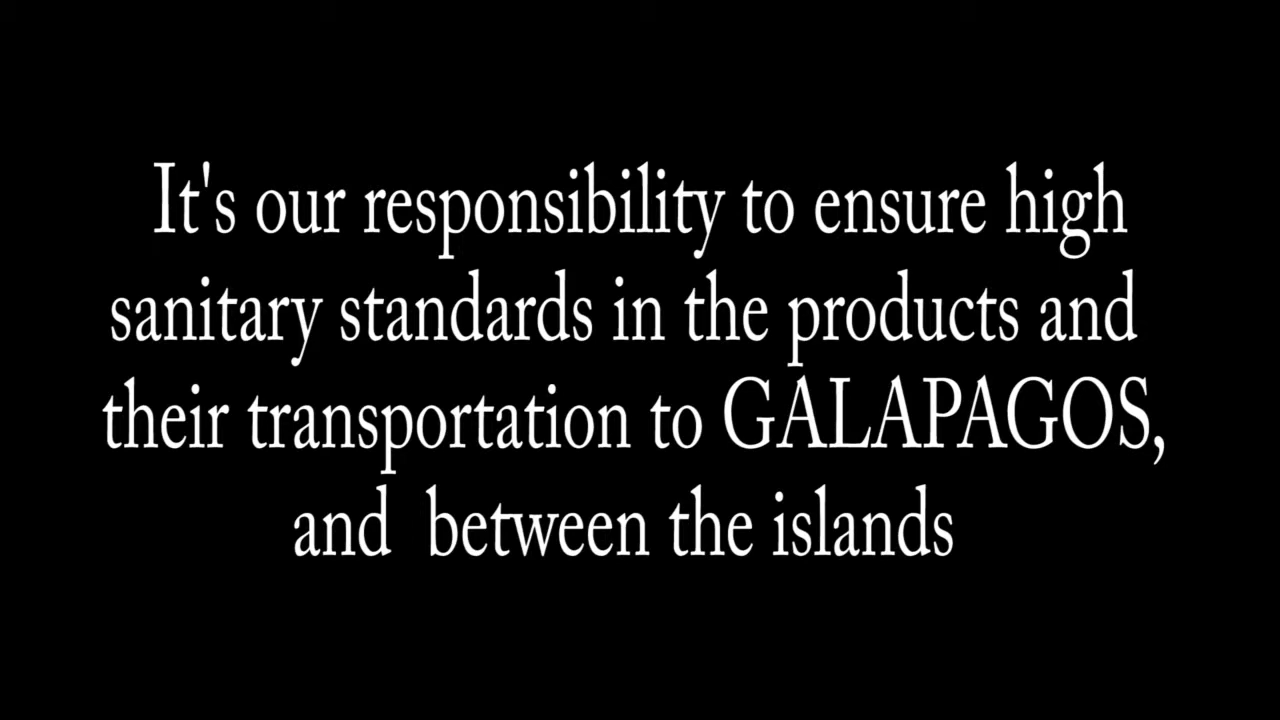 It's our responsibility to ensure high
sanitary standards in the products and
their transportation to GALAPAGOS,
and  between the islands